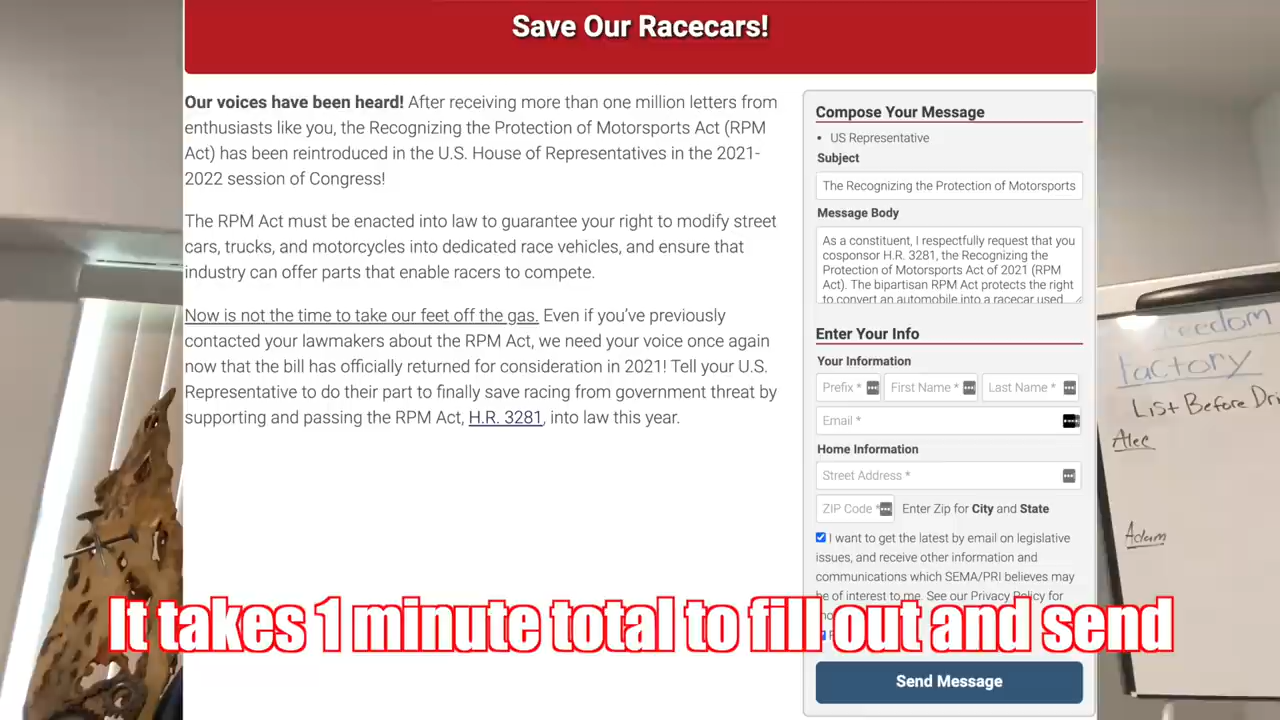 Save Our Racecars!
Our voices have been heard! After receiving more than one million letters from
enthusiasts like you, the Recognizing the Protection of Motorsports Act (RPM
Act) has been reintroduced in the U.S. House of Representatives in the 2021-
2022 session of Congress!
The RPM Act must be enacted into law to guarantee your right to modify street
cars, trucks, and motorcycles into dedicated race vehicles, and ensure that
industry can offer parts that enable racers to compete.
Now is not the time to take our feet off the gas. Even if you've previously
contacted your lawmakers about the RPM Act, we need your voice once again
now that the bill has officially returned for consideration in 2021! Tell your U.S.
Representative to do their part to finally save racing from government threat by
supporting and passing the RPM Act, H.R. 3281, into law this year.
Compose Your Message
• US Representative
Subject
The Recognizing the Protection of Motorsports
Message Body
As a constituent, I respectfully request that you
cosponsor H.R. 3281, the Recognizing the
Protection of Motorsports Act of 2021 (RPM
Act). The bipartisan RPM Act protects the right
to convert an automobile into a racecar used
Enter Your Info
Your Information
Prefix * First Name * Last Name *
Email *
Home Information
Street Address *
ZIP Code * Enter Zip for City and State
I want to get the latest by email on legislative
issues, and receive other information and
communications which SEMA/PRI believes may
be of interest to me. See our Privacy Policy for
It takes 1 minute total to fill out and send
Send Message
Freedom
factory
List Before Dri
Alec
Adam